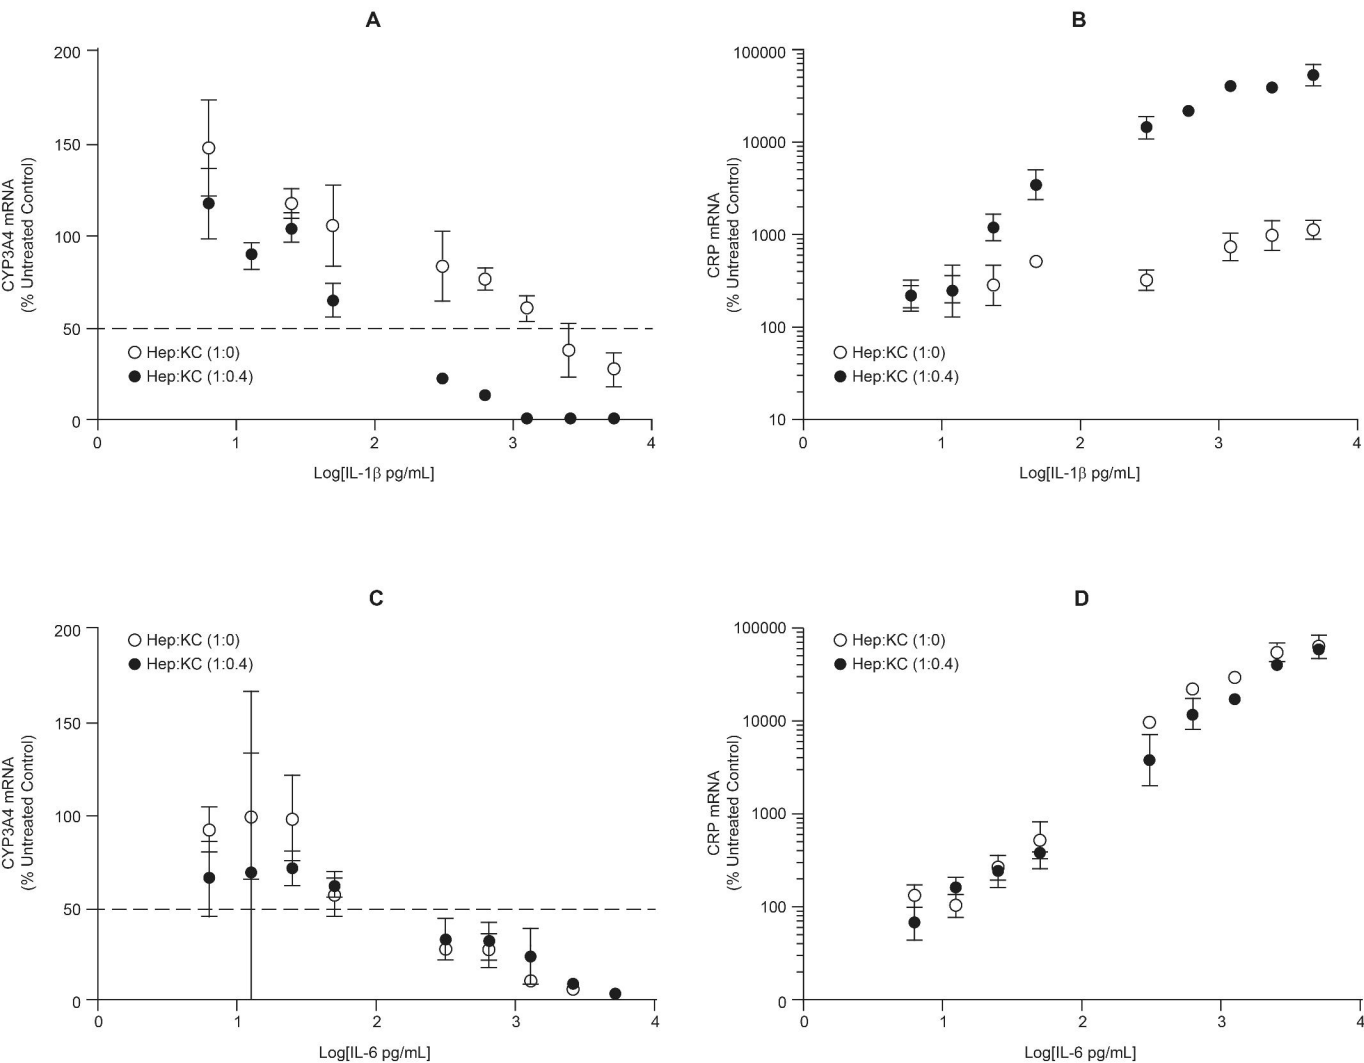 A
200
150
100
50
0
CYP3A4 mRNA
(% Untreated Control)
Hep:KC (1:0)
Hep:KC (1:0.4)
0 1 2 3 4
Log[IL-1β pg/mL]
B
100000
10000
1000
100
10
CRP mRNA
(% Untreated Control)
Hep:KC (1:0)
Hep:KC (1:0.4)
0 1 2 3 4
Log[IL-1β pg/mL]
C
200
150
100
50
0
CYP3A4 mRNA
(% Untreated Control)
Hep:KC (1:0)
Hep:KC (1:0.4)
0 1 2 3 4
Log[IL-6 pg/mL]
D
100000
10000
1000
100
0
CRP mRNA
(% Untreated Control)
Hep:KC (1:0)
Hep:KC (1:0.4)
0 1 2 3 4
Log[IL-6 pg/mL]